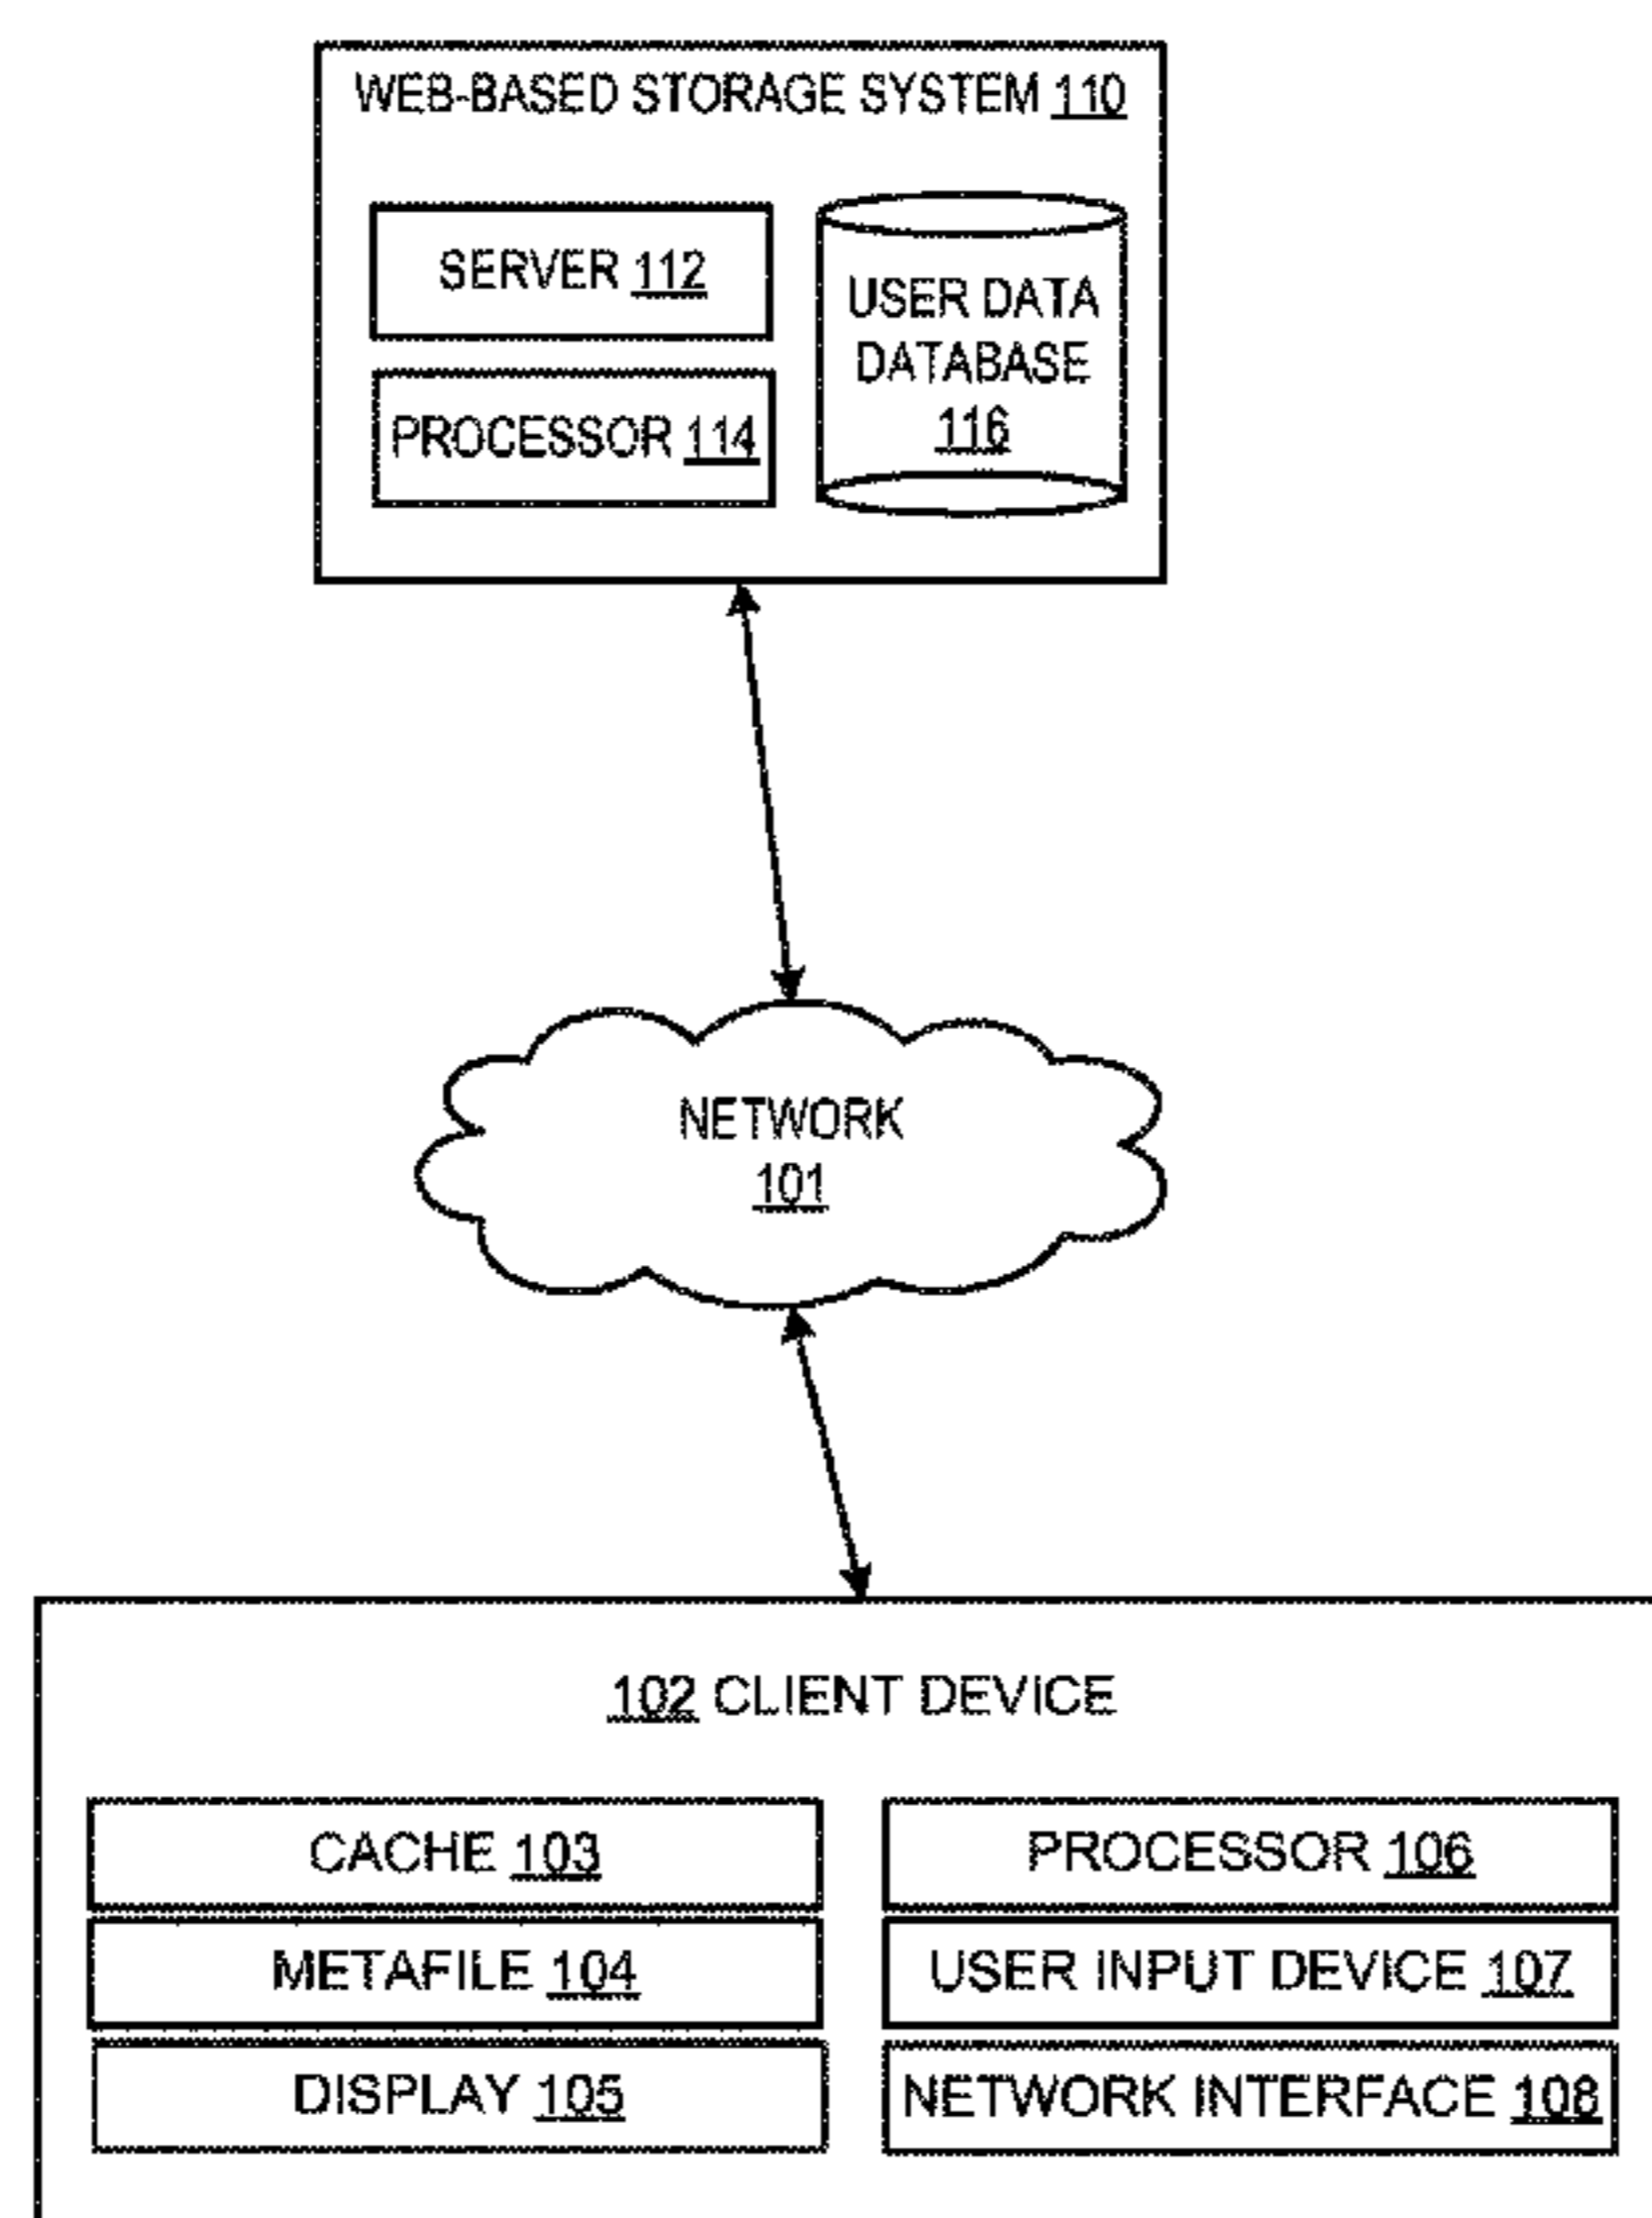 WEB-BASED STORAGE SYSTEM 110
SERVER 112
PROCESSOR 114
USER DATA
DATABASE
116
NETWORK
101
102 CLIENT DEVICE
CACHE 103
METAFILE 104
DISPLAY 105
PROCESSOR 106
USER INPUT DEVICE 107
NETWORK INTERFACE 108